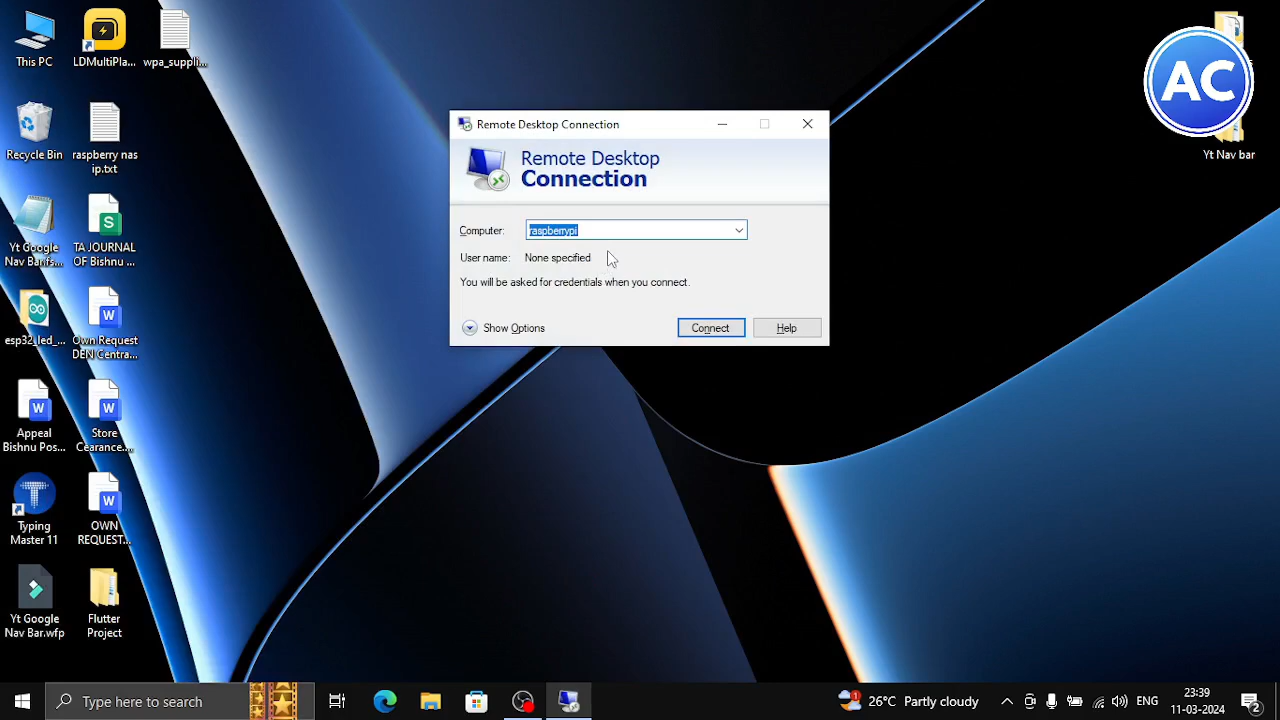 This PC
LDMultiPla...
wpa_suppli...
Recycle Bin
raspberry nas
ip.txt
Yt Google
Nav Bar.fs...
TA JOURNAL
OF Bishnu ...
esp32_led_...
Own Request
DEN Centra...
Appeal
Bishnu Pos...
Store
Clearance....
Typing
Master 11
OWN
REQUEST...
Yt Google
Nav Bar.wfp
Flutter
Project
AC
Yt Nav bar
Remote Desktop Connection
Remote Desktop
Connection
Computer:
raspberrypi
User name:
None specified
You will be asked for credentials when you connect.
Show Options
Connect
Help
Type here to search
1
26°C Partly cloudy
ENG
23:39
11-03-2024
2